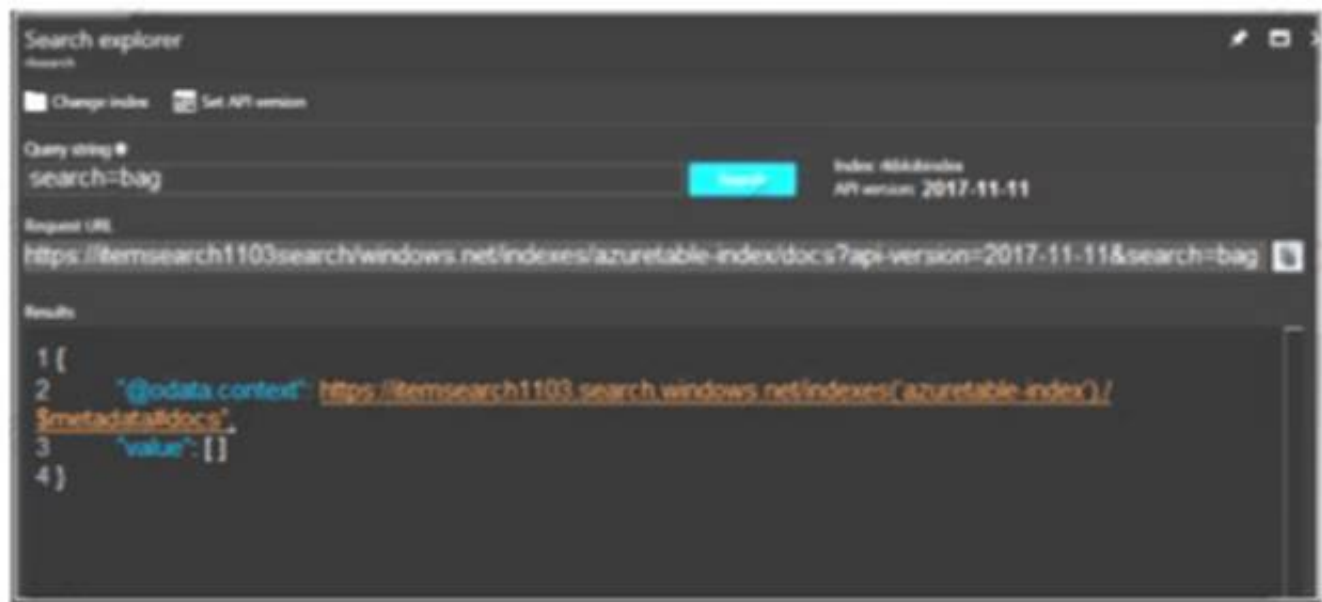 Search explorer
Change index Set API version
Query string
search=bag
Search
Index:
API version: 2017-11-11
Request URL
https://itemsearch1103search/windows.net/indexes/azuretable-index/docs?api-version=2017-11-11&search=bag
Results
1 {
2 "@odata.context": https://itemsearch1103.search.windows.net/indexes('azuretable-index')/
3 "value": [ ]
4 }